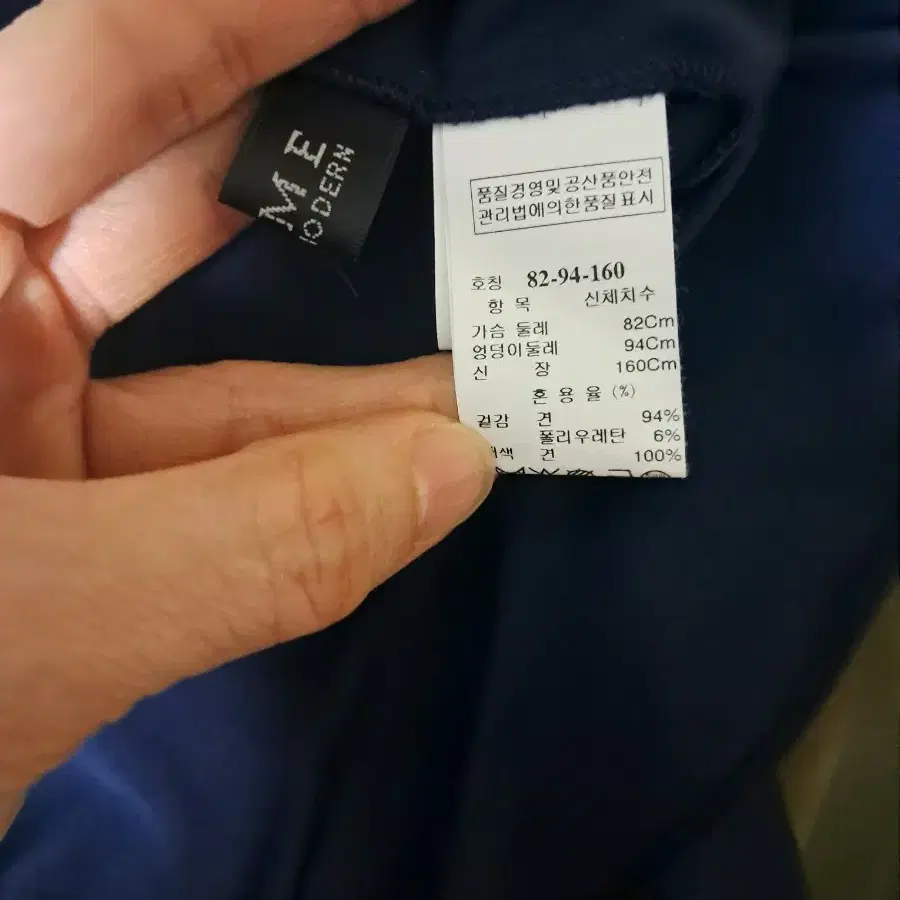 ME
MODERN
품질경영및공산품안전
관리법에의한품질표시
호칭 82-94-160
항 목 신체치수
가슴 둘레 82Cm
엉덩이둘레 94Cm
신 장 160Cm
혼 용 율 (%)
겉감 견 94%
폴리우레탄 6%
견 100%